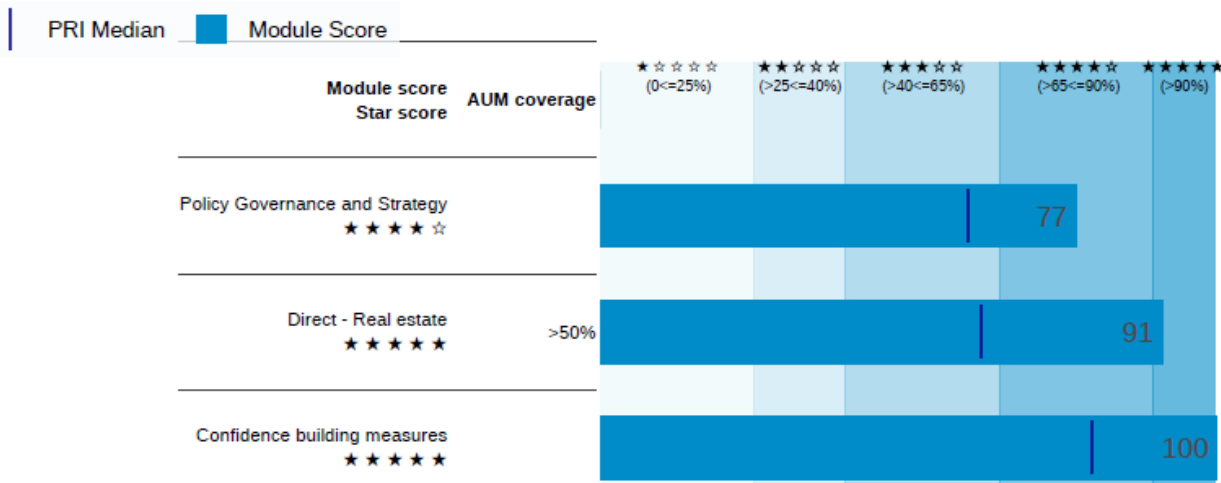 PRI Median Module Score
★☆☆☆☆ ★★☆☆☆ ★★★☆☆ ★★★★☆ ★★★★★
(0<=25%) (>25<=40%) (>40<=65%) (>65<=90%) (>90%)
Module score
Star score
AUM coverage
Policy Governance and Strategy
★★★★☆
77
Direct - Real estate
★★★★★
>50%
91
Confidence building measures
★★★★★
100